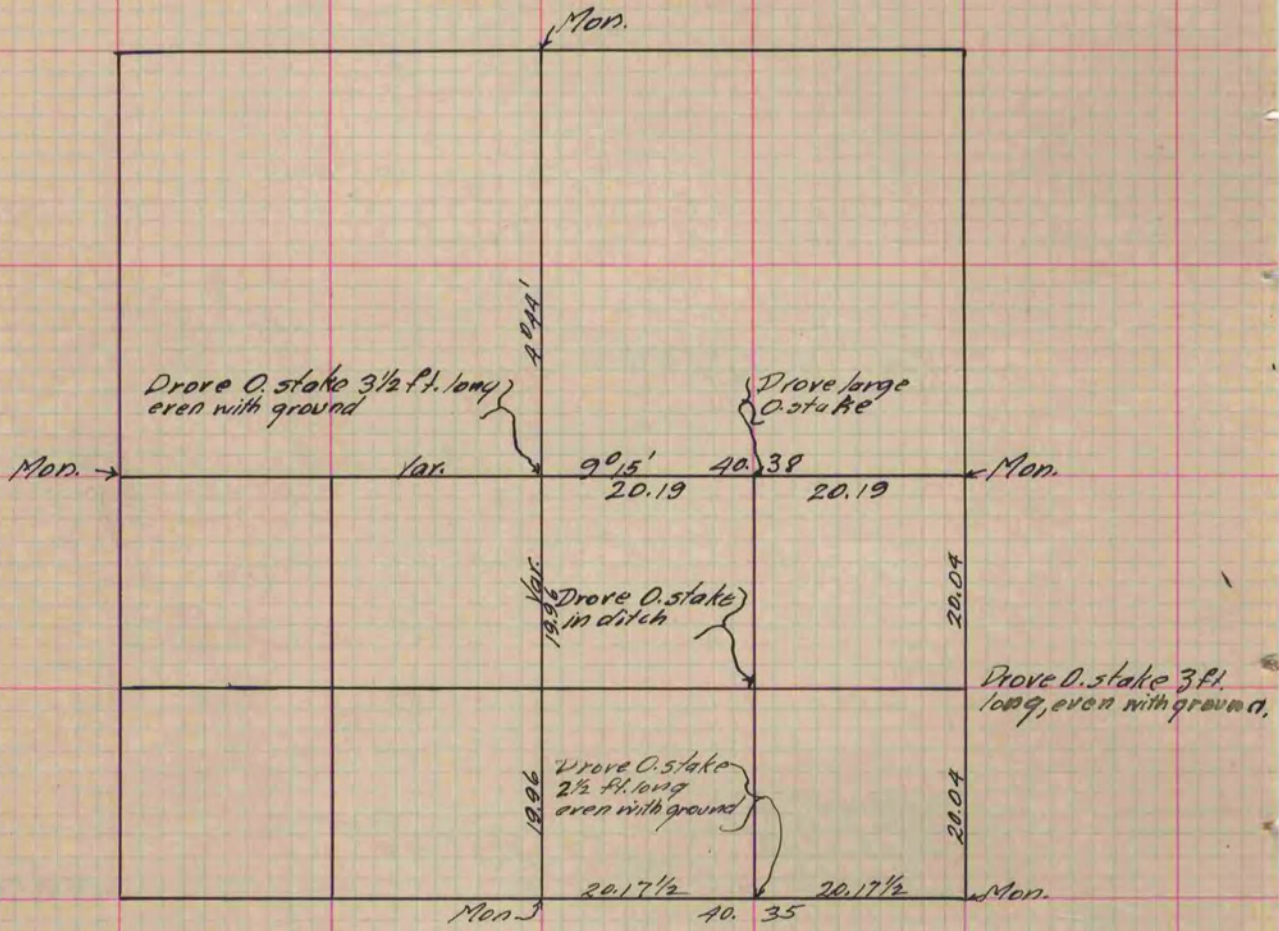 Mon.
4°44'
Drove O. stake 3½ ft. long
even with ground
Drove large
O. stake
Mon.
Var.
9°15'
40.38
Mon.
20.19
20.19
Var.
19.96
Drove O. stake
in ditch
20.04
Drove O. stake 3 ft.
long, even with ground.
Drove O. stake
2½ ft. long
even with ground
19.96
20.04
20.17½
20.17½
Mon.
Mon.
40.35